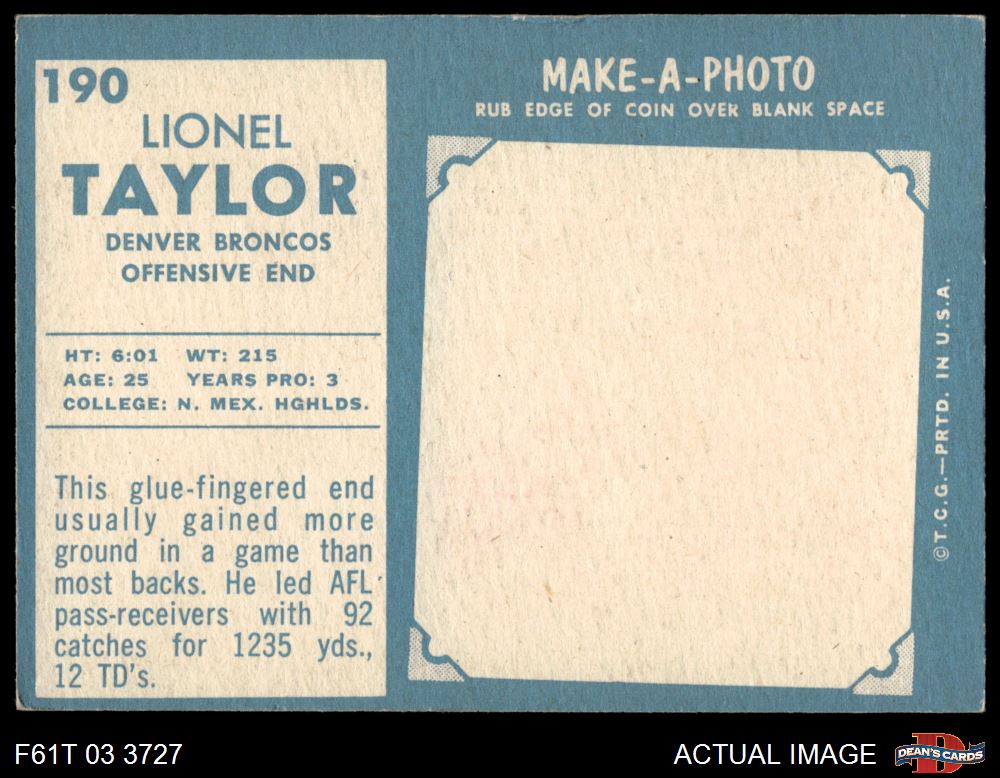 190
LIONEL
TAYLOR
DENVER BRONCOS
OFFENSIVE END
HT: 6:01 WT: 215
AGE: 25 YEARS PRO: 3
COLLEGE: N. MEX. HGHLDS.
This glue-fingered end
usually gained more
ground in a game than
most backs. He led AFL
pass-receivers with 92
catches for 1235 yds.,
12 TD's.
MAKE-A-PHOTO
RUB EDGE OF COIN OVER BLANK SPACE
©T.C.G.—PRTD. IN U.S.A.
F61T 03 3727
ACTUAL IMAGE
DEAN'S CARDS